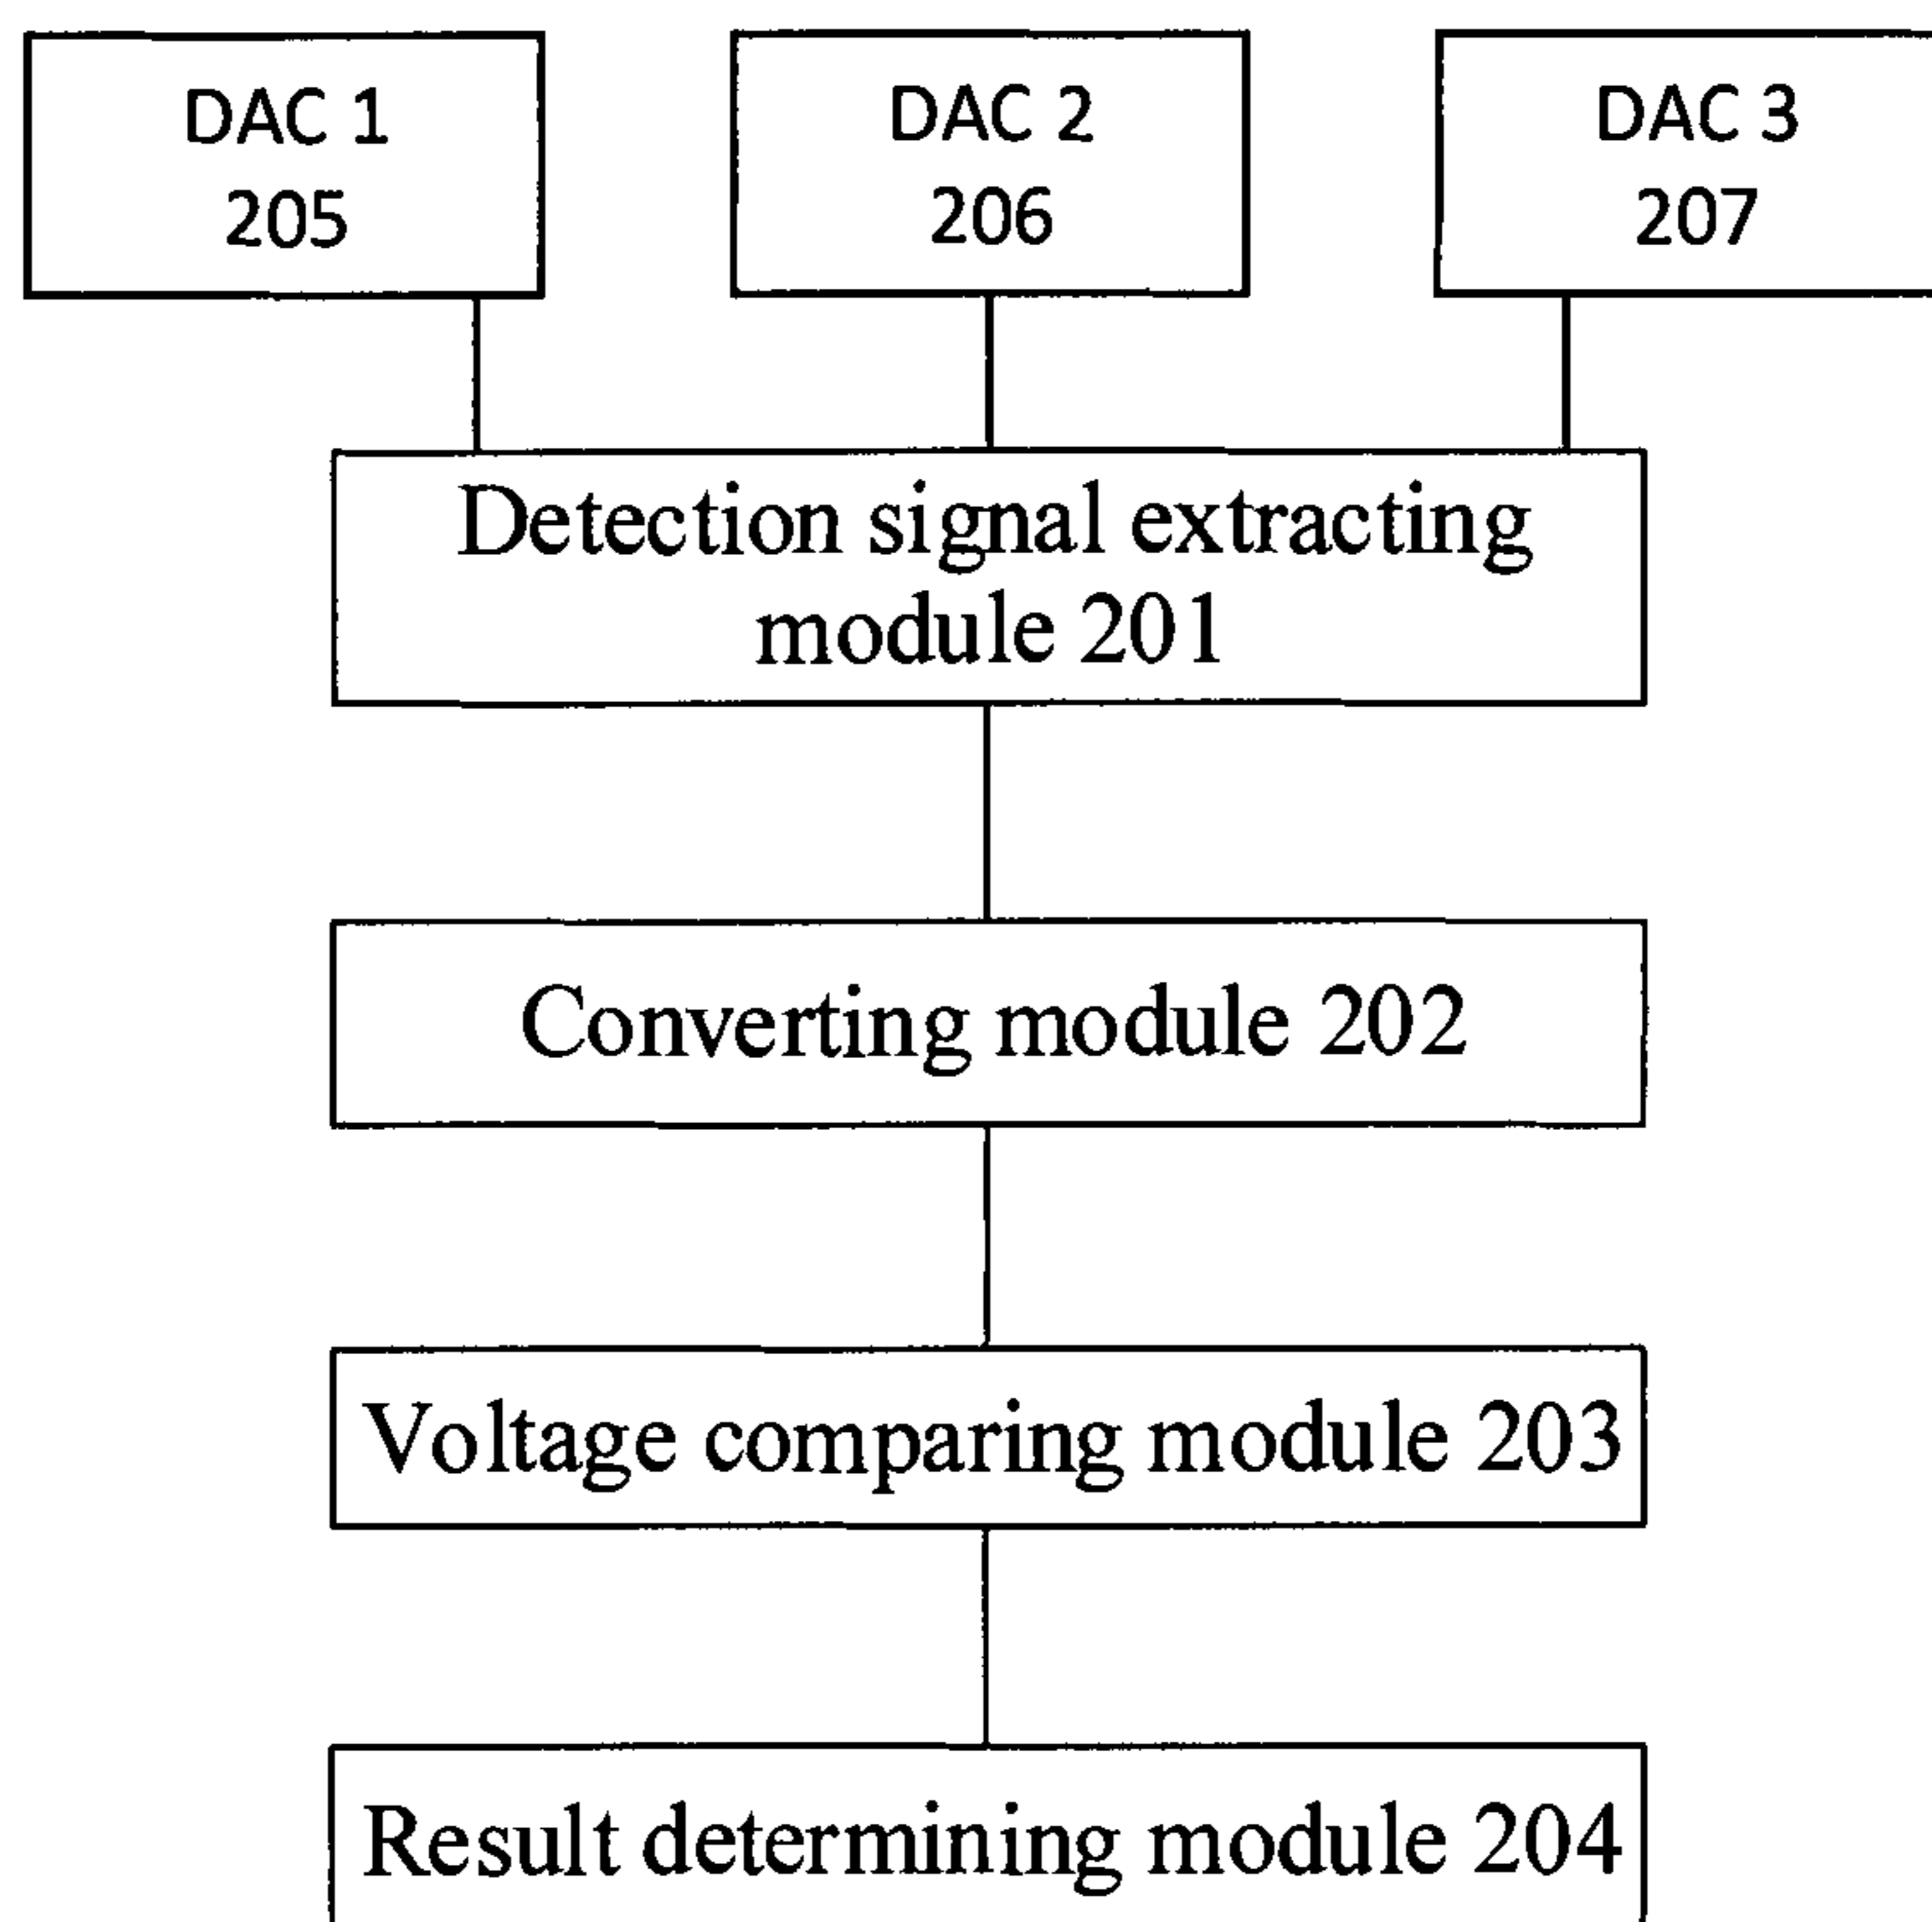 DAC 1
205
DAC 2
206
DAC 3
207
Detection signal extracting
module 201
Converting module 202
Voltage comparing module 203
Result determining module 204